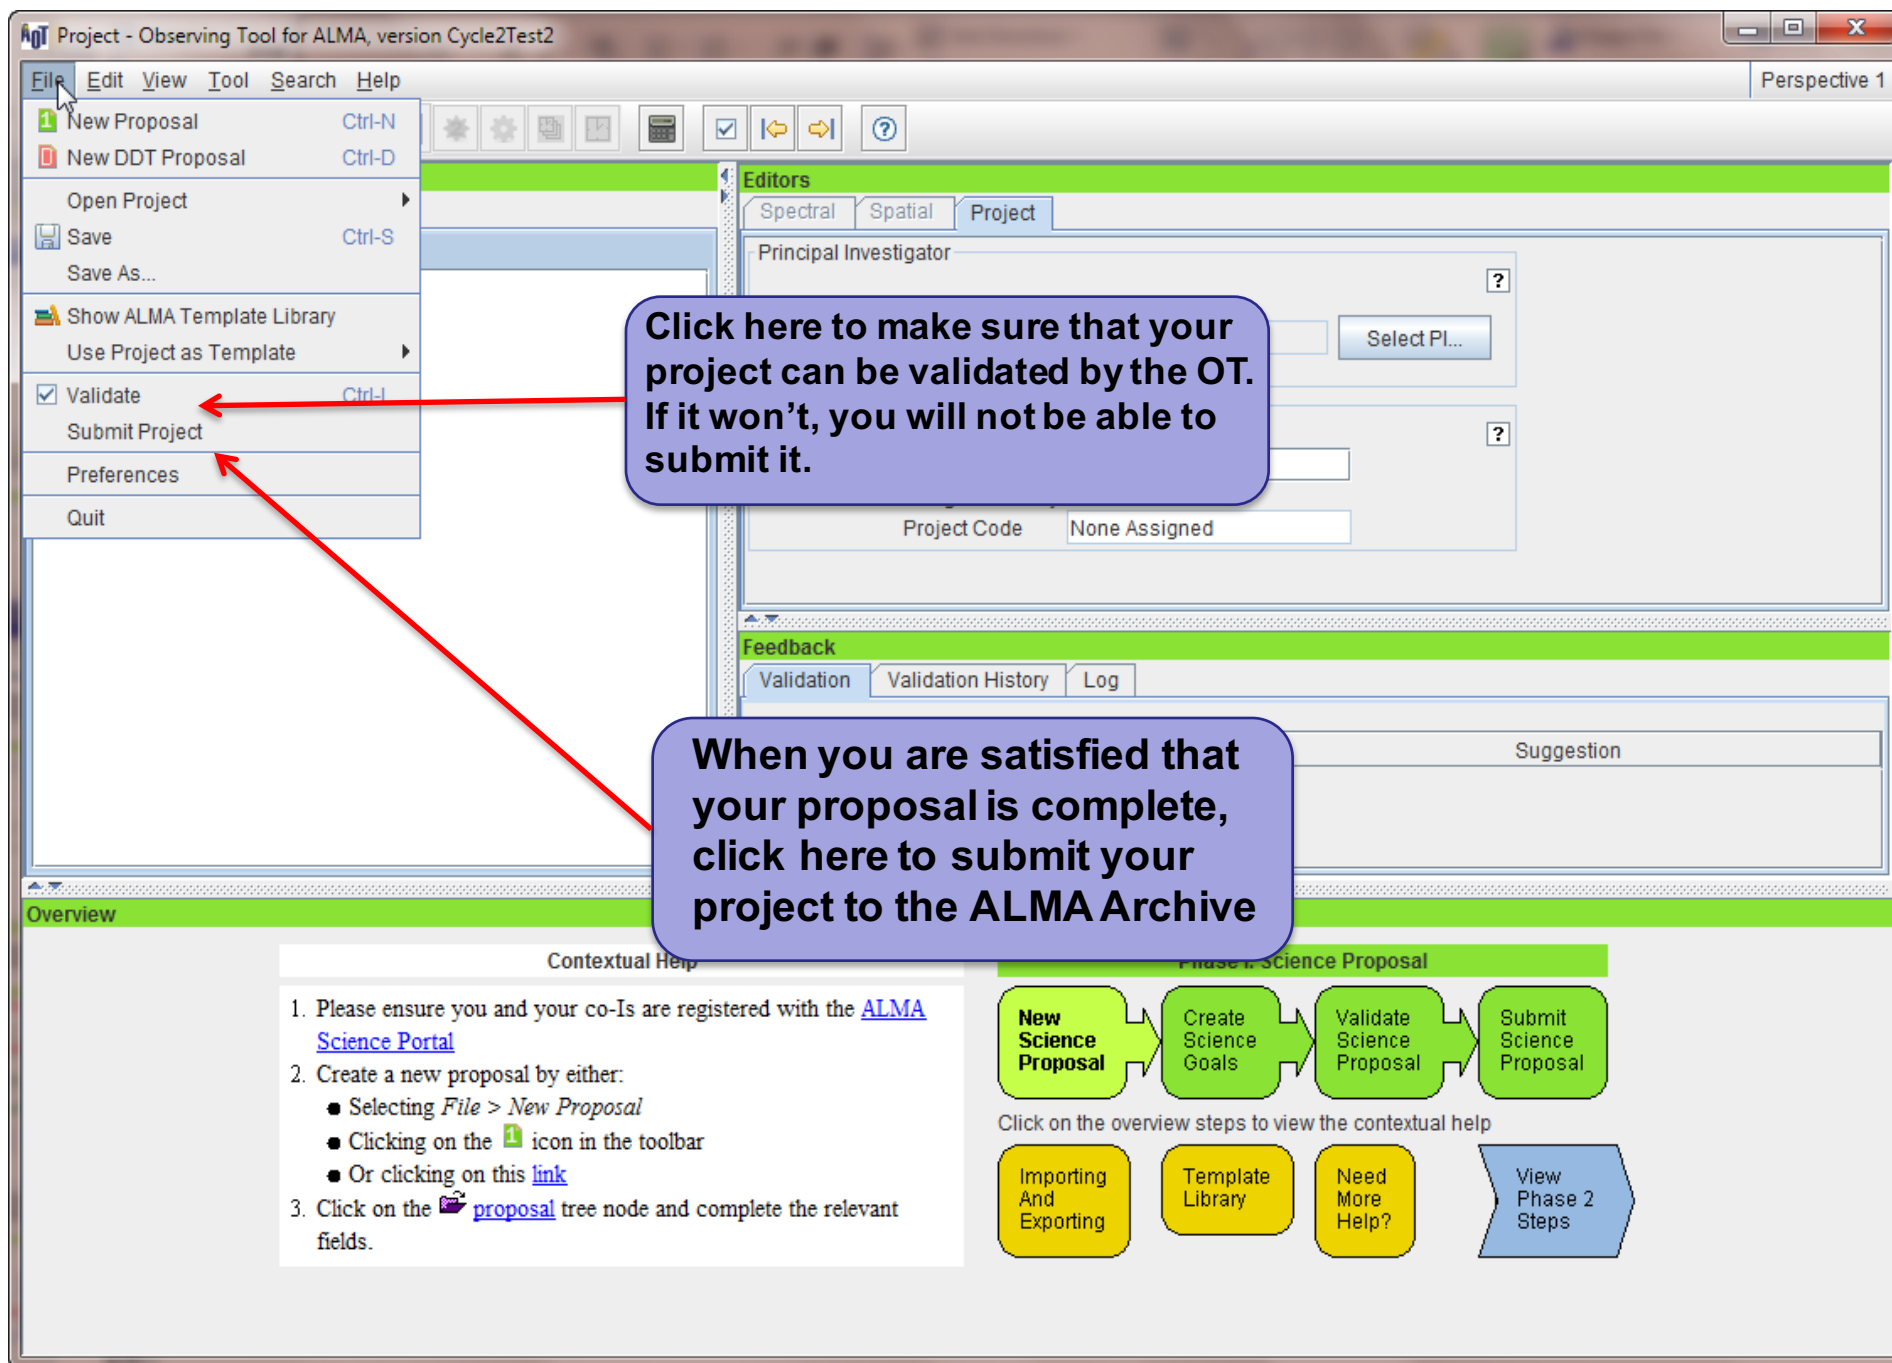 Project - Observing Tool for ALMA, version Cycle2Test2
File Edit View Tool Search Help
Perspective 1
New Proposal Ctrl-N
New DDT Proposal Ctrl-D
Open Project
Save Ctrl-S
Save As...
Show ALMA Template Library
Use Project as Template
Validate
Submit Project
Preferences
Quit
Editors
Spectral Spatial Project
Principal Investigator
?
Select PI...
?
Click here to make sure that your
project can be validated by the OT.
If it won't, you will not be able to
submit it.
Project Code None Assigned
Feedback
Validation Validation History Log
Suggestion
When you are satisfied that
your proposal is complete,
click here to submit your
project to the ALMA Archive
Overview
Contextual Help
1. Please ensure you and your co-Is are registered with the ALMA
Science Portal
2. Create a new proposal by either:
● Selecting File > New Proposal
● Clicking on the 1 icon in the toolbar
● Or clicking on this link
3. Click on the proposal tree node and complete the relevant
fields.
Science Proposal
New
Science
Proposal
Create
Science
Goals
Validate
Science
Proposal
Submit
Science
Proposal
Click on the overview steps to view the contextual help
Importing
And
Exporting
Template
Library
Need
More
Help?
View
Phase 2
Steps